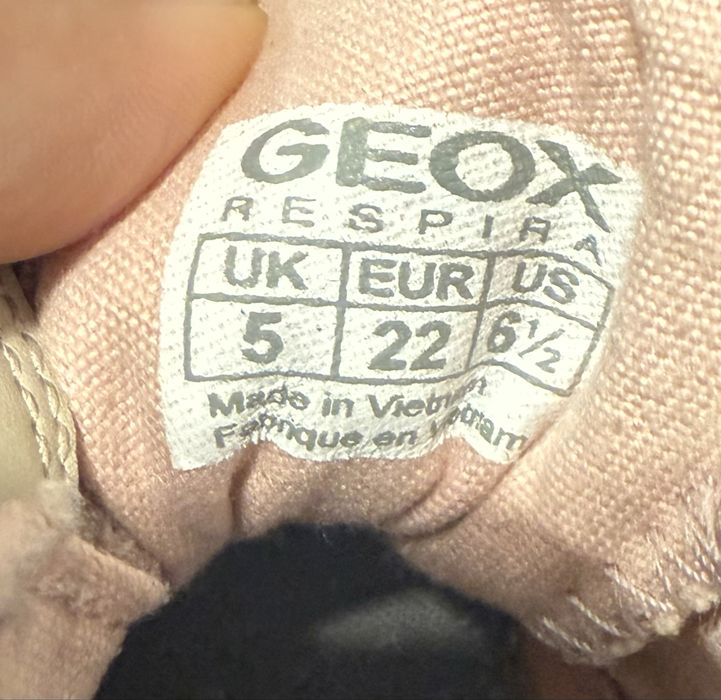 GEOX
RESPIRA
UK EUR US
5 22 6½
Made in Vietnam
Fabrique en Vietnam